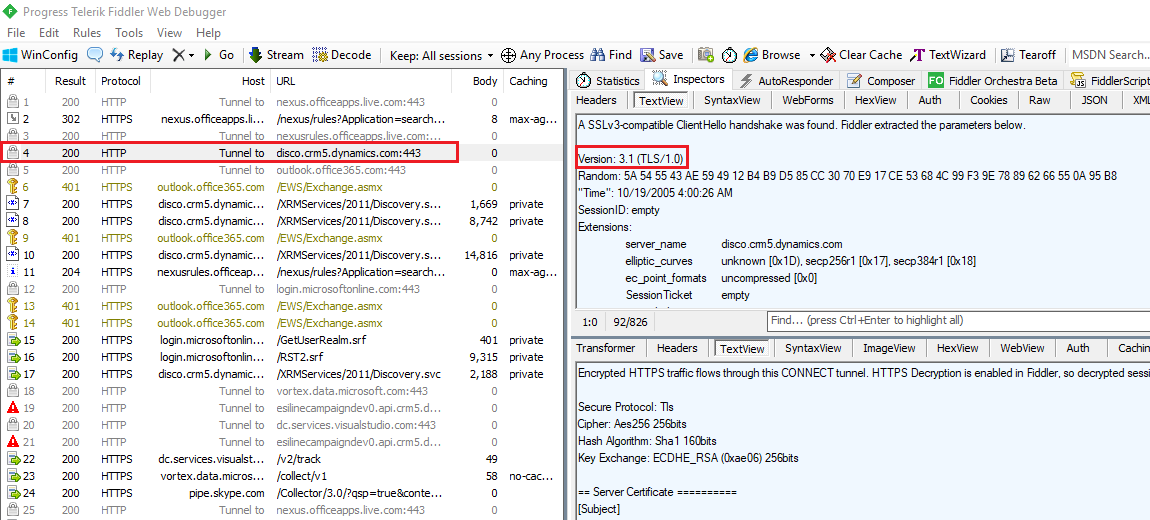 Progress Telerik Fiddler Web Debugger
File Edit Rules Tools View Help
WinConfig Replay Go Stream Decode Keep: All sessions Any Process Find Save Browse Clear Cache TextWizard Tearoff MSDN Search...
# Result Protocol Host URL Body Caching
1 200 HTTP Tunnel to nexus.officeapps.live.com:443 0
2 302 HTTPS nexus.officeapps.li... /nexus/rules?Application=search... 8 max-ag...
3 200 HTTP Tunnel to nexusrules.officeapps.live.com:... 0
4 200 HTTP Tunnel to disco.crm5.dynamics.com:443 0
5 200 HTTP Tunnel to outlook.office365.com:443 0
6 401 HTTPS outlook.office365.com /EWS/Exchange.asmx 0
7 200 HTTPS disco.crm5.dynamic... /XRMServices/2011/Discovery.s... 1,669 private
8 200 HTTPS disco.crm5.dynamic... /XRMServices/2011/Discovery.s... 8,742 private
9 401 HTTPS outlook.office365.com /EWS/Exchange.asmx 0
10 200 HTTPS disco.crm5.dynamic... /XRMServices/2011/Discovery.s... 14,816 private
11 204 HTTPS nexusrules.officeap... /nexus/rules?Application=search... 0 max-ag...
12 200 HTTP Tunnel to login.microsoftonline.com:443 0
13 401 HTTPS outlook.office365.com /EWS/Exchange.asmx 0
14 401 HTTPS outlook.office365.com /EWS/Exchange.asmx 0
15 200 HTTPS login.microsoftonlin... /GetUserRealm.srf 401 private
16 200 HTTPS login.microsoftonlin... /RST2.srf 9,315 private
17 200 HTTPS disco.crm5.dynamic... /XRMServices/2011/Discovery.svc 2,188 private
18 200 HTTP Tunnel to vortex.data.microsoft.com:443 0
19 200 HTTP Tunnel to esilinecampaigndev0.api.crm5.d... 0
20 200 HTTP Tunnel to dc.services.visualstudio.com:443 0
21 200 HTTP Tunnel to esilinecampaigndev0.api.crm5.d... 0
22 200 HTTPS dc.services.visualst... /v2/track 49
23 200 HTTPS vortex.data.micros... /collect/v1 58 no-cac...
24 200 HTTPS pipe.skype.com /Collector/3.0/?qsp=true&conte... 0
25 200 HTTP Tunnel to vortex.data.microsoft.com:443 0
Statistics Inspectors AutoResponder Composer FO Fiddler Orchestra Beta FiddlerScript
Headers TextView SyntaxView WebForms HexView Auth Cookies Raw JSON XML
A SSLv3-compatible ClientHello handshake was found. Fiddler extracted the parameters below.
Version: 3.1 (TLS/1.0)
Random: 5A 54 55 43 AE 59 49 12 B4 B9 D5 85 CC 30 70 E9 17 CE 53 68 4C 99 F3 9E 78 89 62 66 55 0A 95 B8
"Time": 10/19/2005 4:00:26 AM
SessionID: empty
Extensions:
server_name disco.crm5.dynamics.com
elliptic_curves unknown [0x1D), secp256r1 [0x17], secp384r1 [0x18]
ec_point_formats uncompressed [0x0]
SessionTicket empty
1:0 92/826 Find... (press Ctrl+Enter to highlight all)
Transformer Headers TextView SyntaxView ImageView HexView WebView Auth Caching
Encrypted HTTPS traffic flows through this CONNECT tunnel. HTTPS Decryption is enabled in Fiddler, so decrypted sessi
Secure Protocol: Tls
Cipher: Aes256 256bits
Hash Algorithm: Sha1 160bits
Key Exchange: ECDHE_RSA (0xae06) 256bits
== Server Certificate ==========
[Subject]